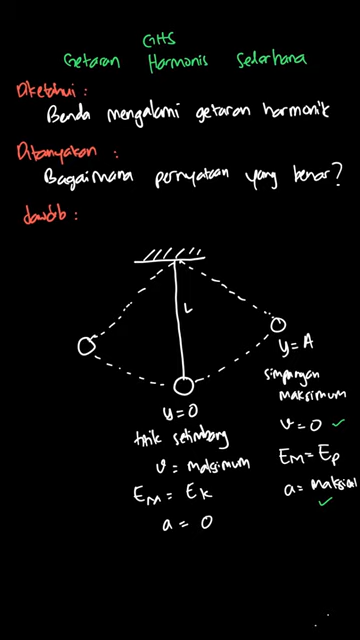 GHS
Getaran Harmonis Sederhana
Diketahui :
Benda mengalami getaran harmonik
Ditanyakan :
Bagaimana pernyataan yang benar?
Jawab :
L
y = A
simpangan
maksimum
v = 0 ✓
EM = Ep
a = maksimal
✓
y = 0
titik setimbang
v = maksimum
EM = Ek
a = 0